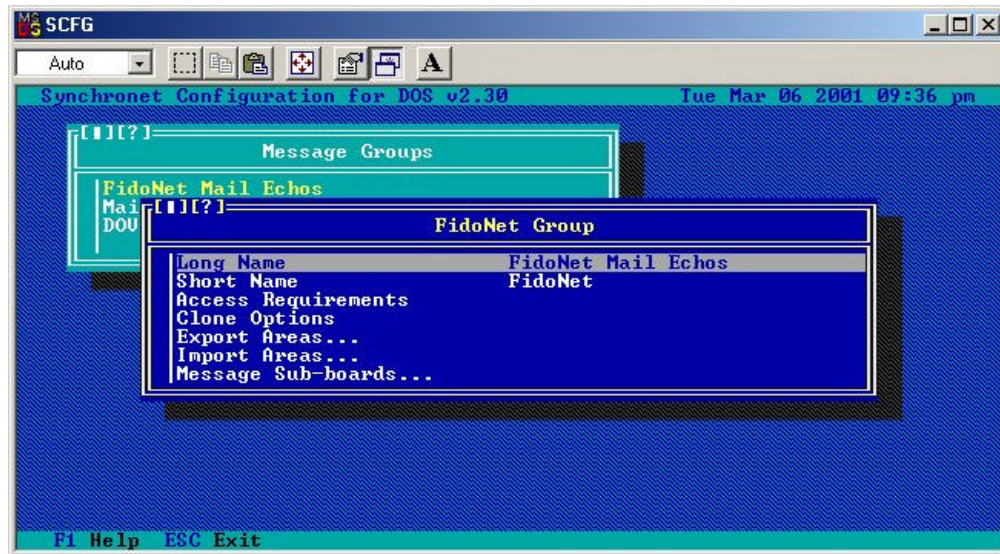 SCFG
Auto A
Synchronet Configuration for DOS v2.30 Tue Mar 06 2001 09:36 pm
[▮][?]
Message Groups
FidoNet Mail Echos
Mai
DOV
[▮][?]
FidoNet Group
Long Name FidoNet Mail Echos
Short Name FidoNet
Access Requirements
Clone Options
Export Areas...
Import Areas...
Message Sub-boards...
F1 Help ESC Exit